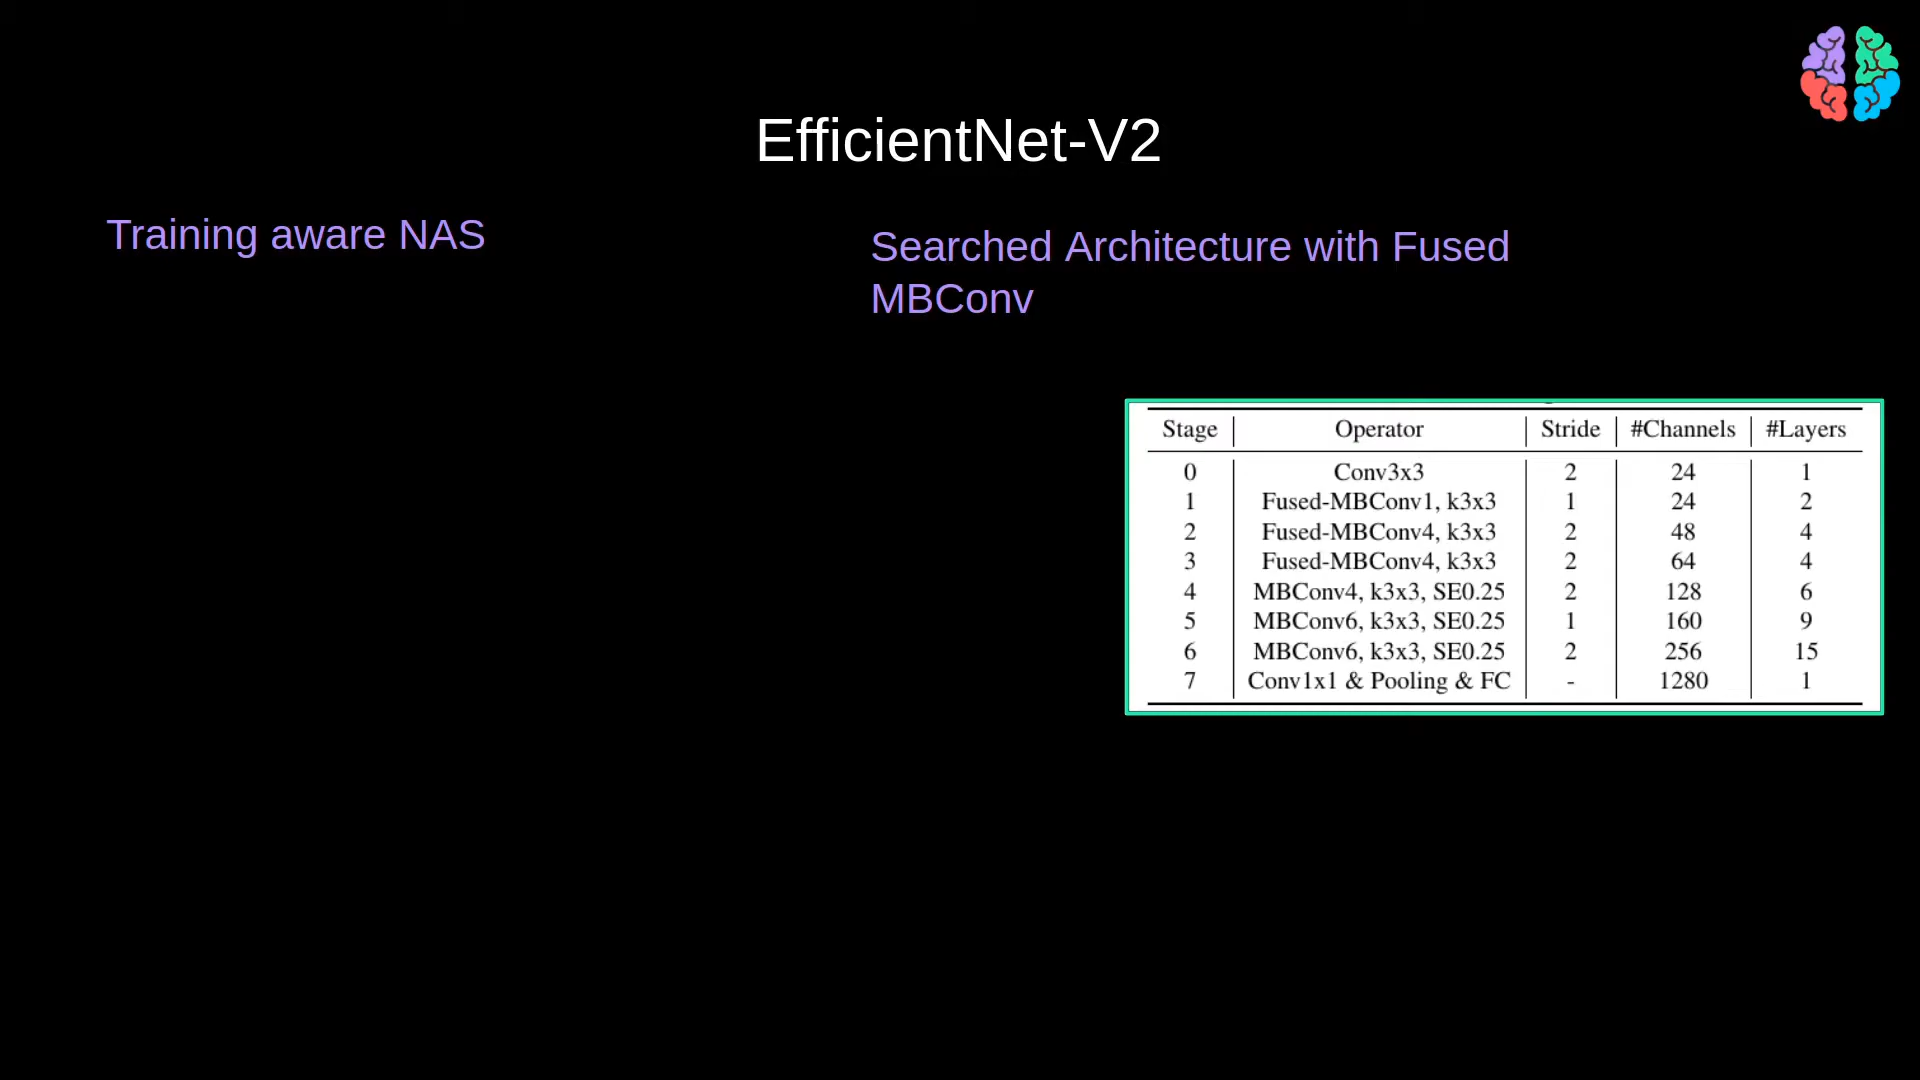 EfficientNet-V2
Training aware NAS
Searched Architecture with Fused
MBConv
Stage Operator Stride #Channels #Layers
0 Conv3x3 2 24 1
1 Fused-MBConv1, k3x3 1 24 2
2 Fused-MBConv4, k3x3 2 48 4
3 Fused-MBConv4, k3x3 2 64 4
4 MBConv4, k3x3, SE0.25 2 128 6
5 MBConv6, k3x3, SE0.25 1 160 9
6 MBConv6, k3x3, SE0.25 2 256 15
7 Conv1x1 & Pooling & FC - 1280 1